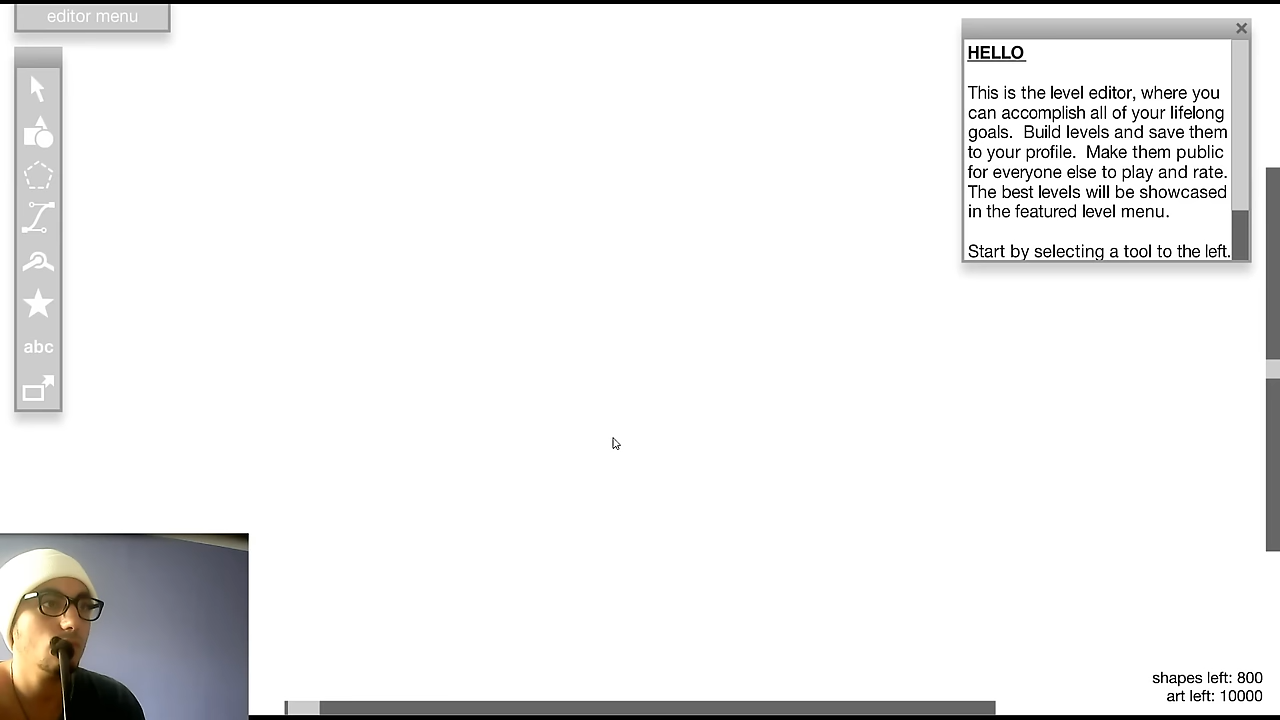 editor menu
HELLO
This is the level editor, where you
can accomplish all of your lifelong
goals.  Build levels and save them
to your profile.  Make them public
for everyone else to play and rate.
The best levels will be showcased
in the featured level menu.
Start by selecting a tool to the left.
abc
shapes left: 800
art left: 10000